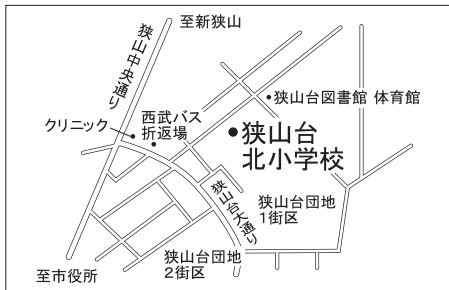 至新狭山
狭山中央通り
狭山台図書館 体育館
西武バス
折返場
クリニック
狭山台
北小学校
狭山台大通り
狭山台団地
1街区
狭山台団地
2街区
至市役所